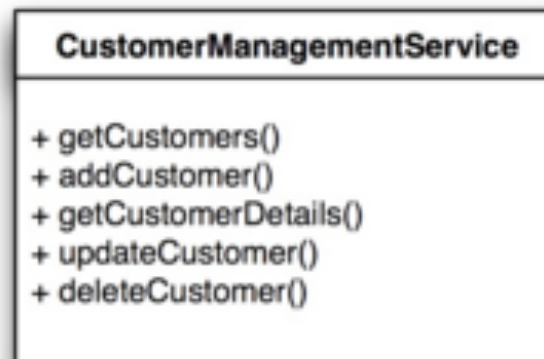 CustomerManagementService
+ getCustomers()
+ addCustomer()
+ getCustomerDetails()
+ updateCustomer()
+ deleteCustomer()